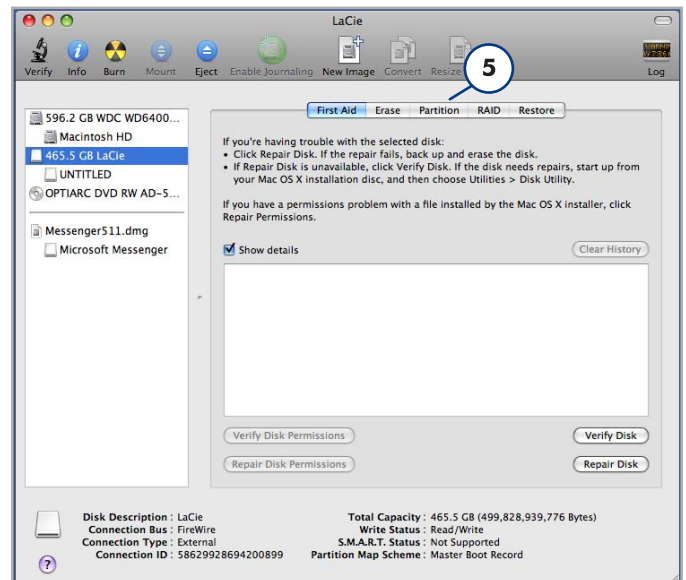 LaCie
Verify Info Burn Mount Eject Enable Journaling New Image Convert Resize Log
5
First Aid Erase Partition RAID Restore
596.2 GB WDC WD6400...
Macintosh HD
465.5 GB LaCie
UNTITLED
OPTIARC DVD RW AD-5...
Messenger511.dmg
Microsoft Messenger
If you're having trouble with the selected disk:
• Click Repair Disk. If the repair fails, back up and erase the disk.
• If Repair Disk is unavailable, click Verify Disk. If the disk needs repairs, start up from
your Mac OS X installation disc, and then choose Utilities > Disk Utility.
If you have a permissions problem with a file installed by the Mac OS X installer, click
Repair Permissions.
Show details Clear History
Verify Disk Permissions Verify Disk
Repair Disk Permissions Repair Disk
Disk Description : LaCie
Connection Bus : FireWire
Connection Type : External
Connection ID : 58629928694200899
Total Capacity : 465.5 GB (499,828,939,776 Bytes)
Write Status : Read/Write
S.M.A.R.T. Status : Not Supported
Partition Map Scheme : Master Boot Record
?